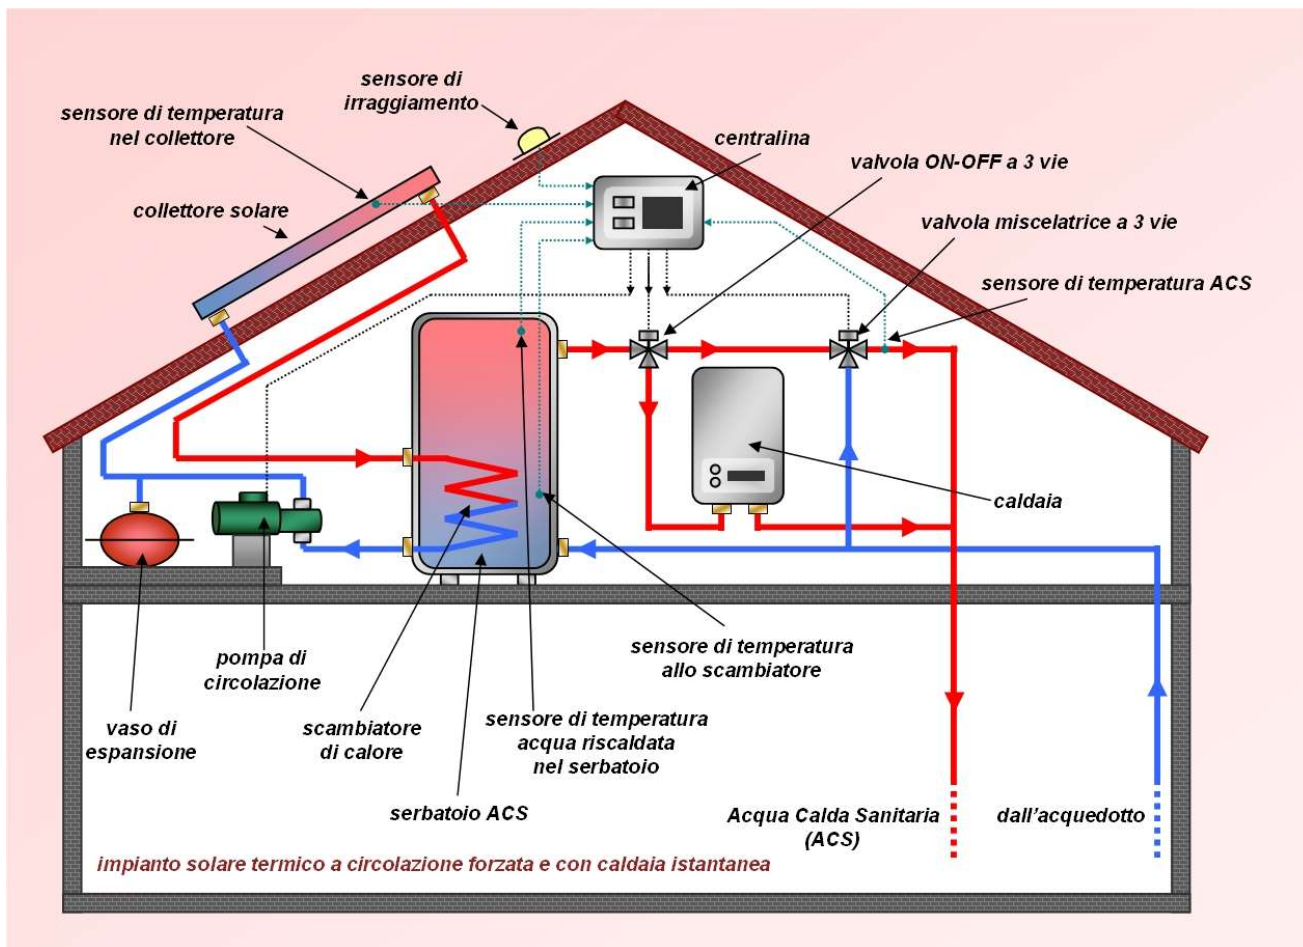 sensore di
irraggiamento
sensore di temperatura
nel collettore
centralina
valvola ON-OFF a 3 vie
collettore solare
valvola miscelatrice a 3 vie
sensore di temperatura ACS
caldaia
pompa di
circolazione
sensore di temperatura
allo scambiatore
vaso di
espansione
scambiatore
di calore
sensore di temperatura
acqua riscaldata
nel serbatoio
serbatoio ACS
Acqua Calda Sanitaria
(ACS)
dall'acquedotto
impianto solare termico a circolazione forzata e con caldaia istantanea